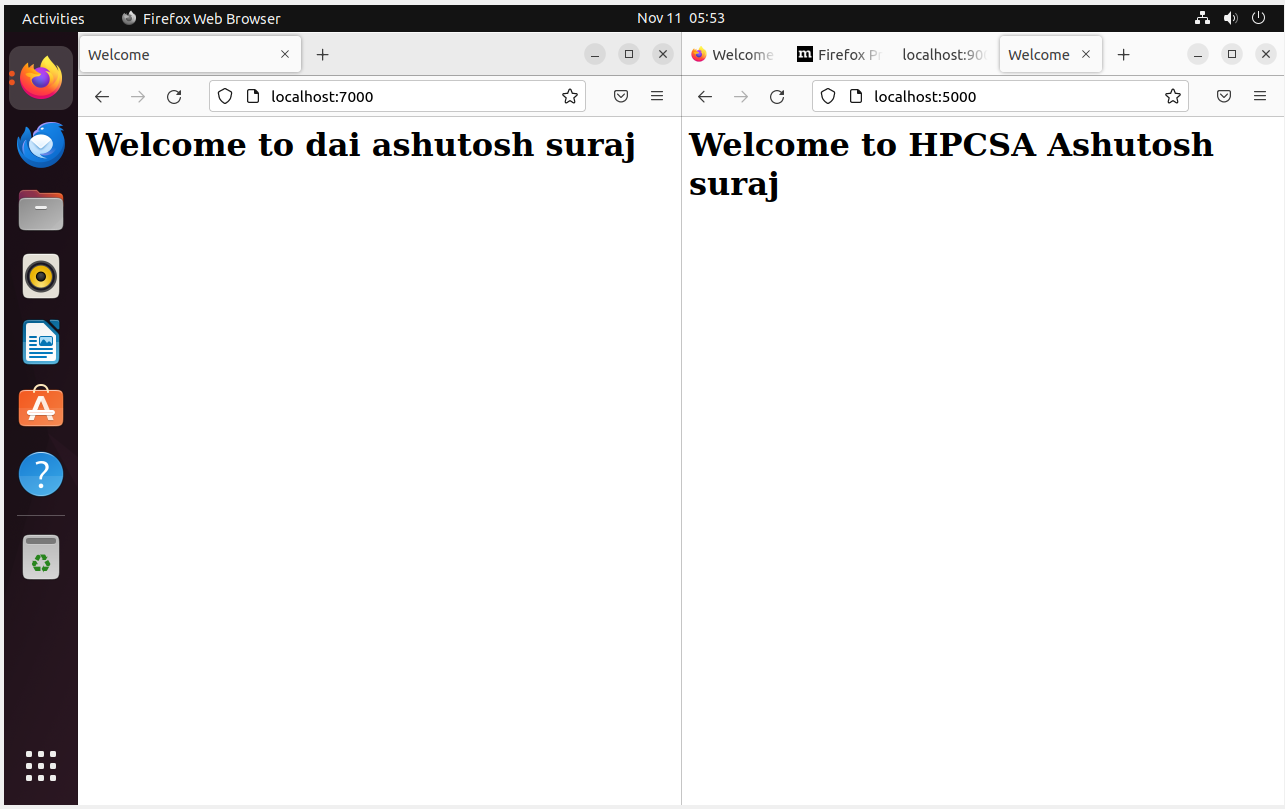 Activities
Firefox Web Browser
Nov 11 05:53
Welcome
localhost:7000
Welcome to dai ashutosh suraj
Welcome
Firefox Pr
localhost:900
Welcome
localhost:5000
Welcome to HPCSA Ashutosh
suraj